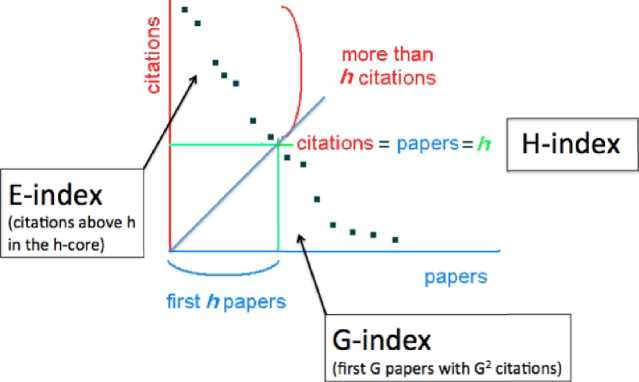 citations
more than
h citations
citations = papers = h
H-index
E-index
(citations above h
in the h-core)
papers
first h papers
G-index
(first G papers with G² citations)